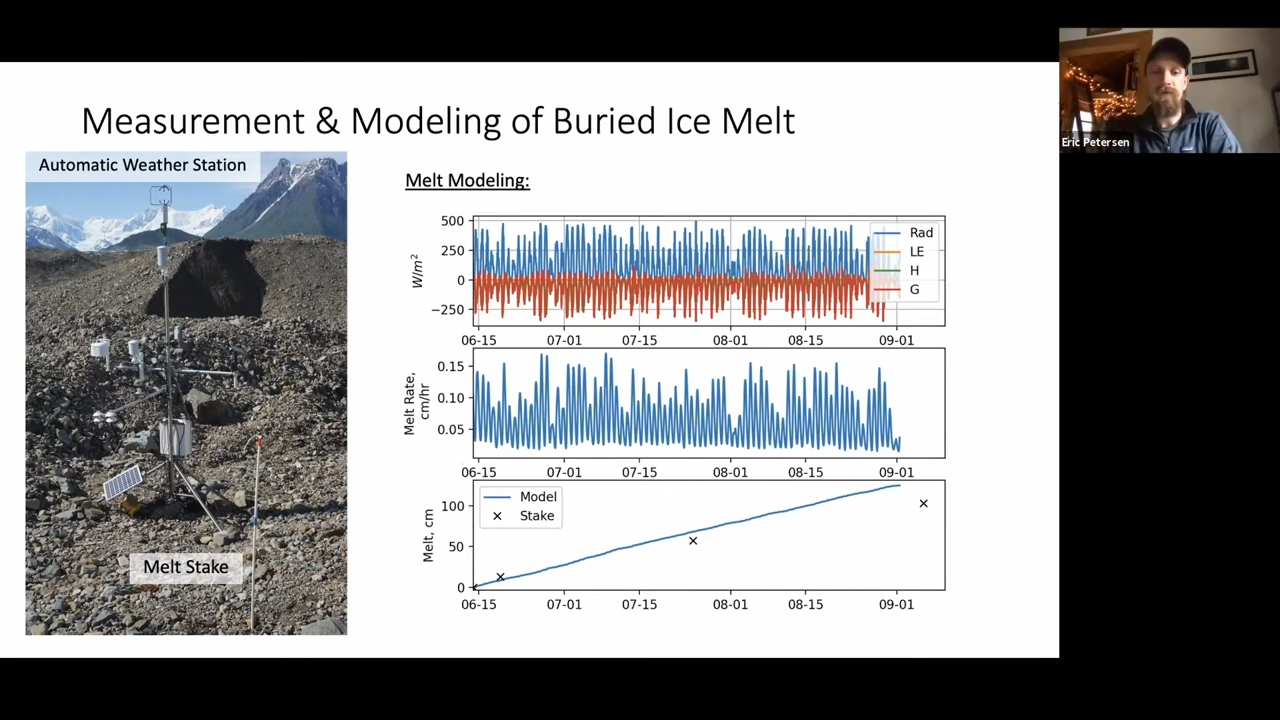 Measurement & Modeling of Buried Ice Melt
Eric Petersen
Automatic Weather Station
Melt Stake
Melt Modeling:
W/m²
500
250
0
−250
Rad
LE
H
G
06-15 07-01 07-15 08-01 08-15 09-01
Melt Rate,
cm/hr
0.15
0.10
0.05
06-15 07-01 07-15 08-01 08-15 09-01
Melt, cm
100
50
0
Model
Stake
06-15 07-01 07-15 08-01 08-15 09-01